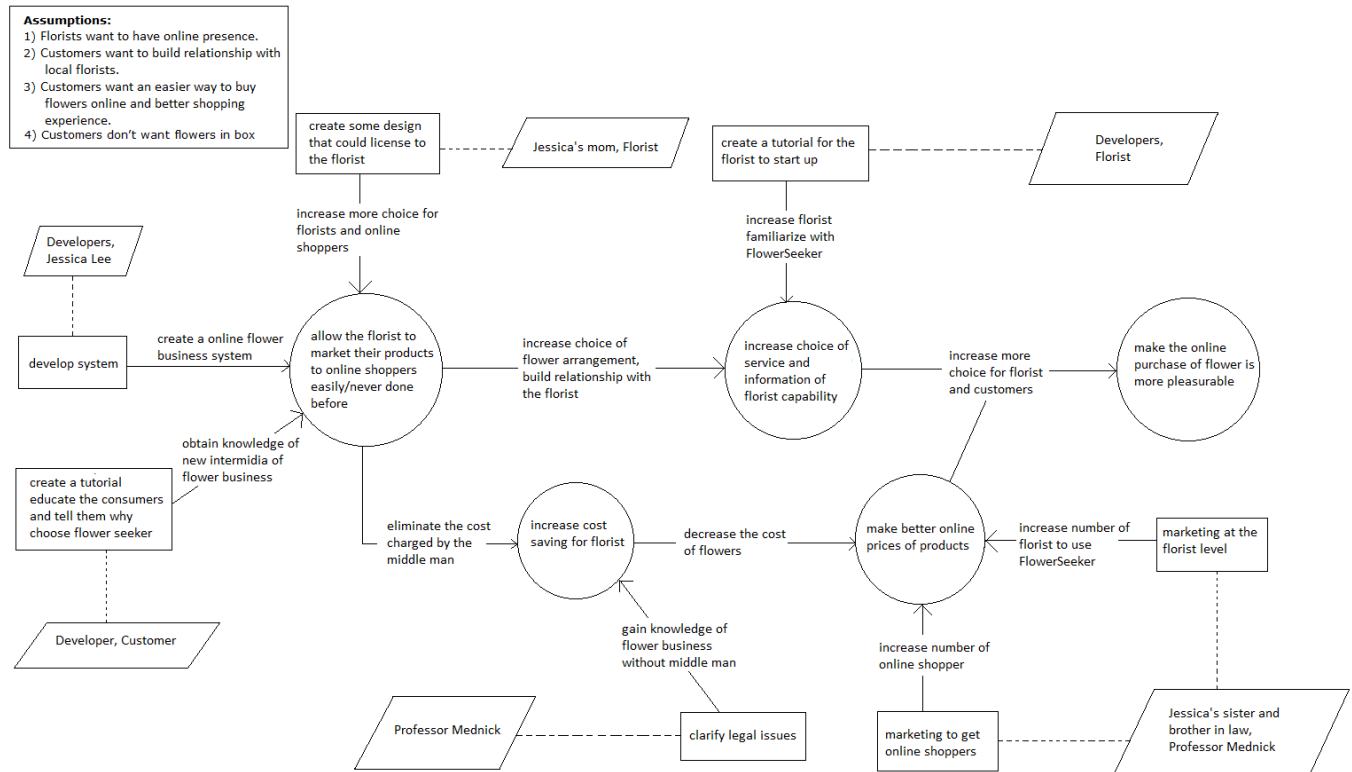 Assumptions:
1) Florists want to have online presence.
2) Customers want to build relationship with
local florists.
3) Customers want an easier way to buy
flowers online and better shopping
experience.
4) Customers don't want flowers in box
create some design
that could license to
the florist
Jessica's mom, Florist
create a tutorial for the
florist to start up
Developers,
Florist
increase more choice for
florists and online
shoppers
increase florist
familiarize with
FlowerSeeker
Developers,
Jessica Lee
develop system
create a online flower
business system
allow the florist to
market their products
to online shoppers
easily/never done
before
increase choice of
flower arrangement,
build relationship with
the florist
increase choice of
service and
information of
florist capability
increase more
choice for florist
and customers
make the online
purchase of flower is
more pleasurable
obtain knowledge of
new intermidia of
flower business
create a tutorial
educate the consumers
and tell them why
choose flower seeker
eliminate the cost
charged by the
middle man
increase cost
saving for florist
decrease the cost
of flowers
make better online
prices of products
increase number of
florist to use
FlowerSeeker
marketing at the
florist level
Developer, Customer
gain knowledge of
flower business
without middle man
increase number of
online shopper
Professor Mednick
clarify legal issues
marketing to get
online shoppers
Jessica's sister and
brother in law,
Professor Mednick